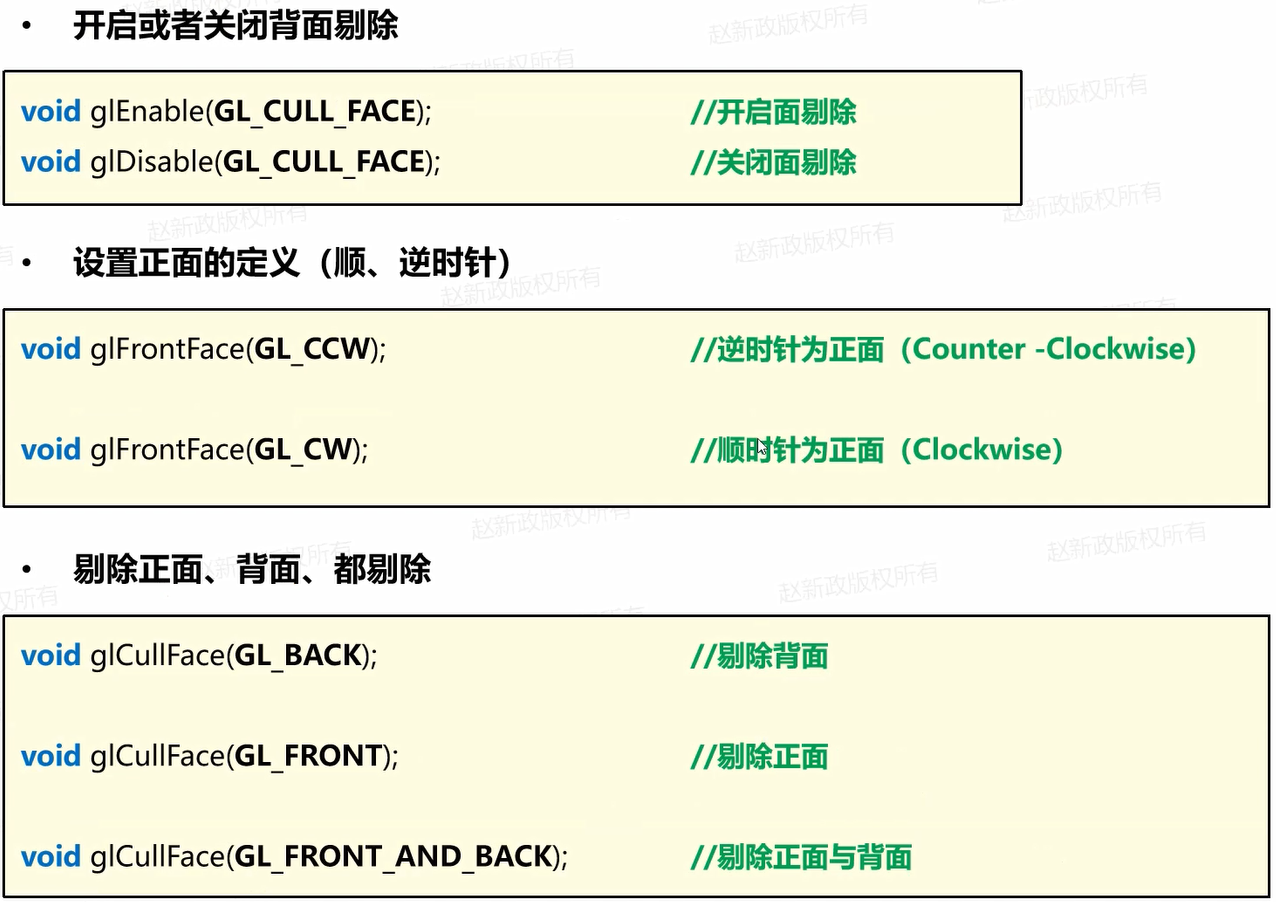 • 开启或者关闭背面剔除
void glEnable(GL_CULL_FACE); //开启面剔除
void glDisable(GL_CULL_FACE); //关闭面剔除
• 设置正面的定义（顺、逆时针）
void glFrontFace(GL_CCW); //逆时针为正面（Counter -Clockwise）
void glFrontFace(GL_CW); //顺时针为正面（Clockwise）
• 剔除正面、背面、都剔除
void glCullFace(GL_BACK); //剔除背面
void glCullFace(GL_FRONT); //剔除正面
void glCullFace(GL_FRONT_AND_BACK); //剔除正面与背面
赵新政版权所有